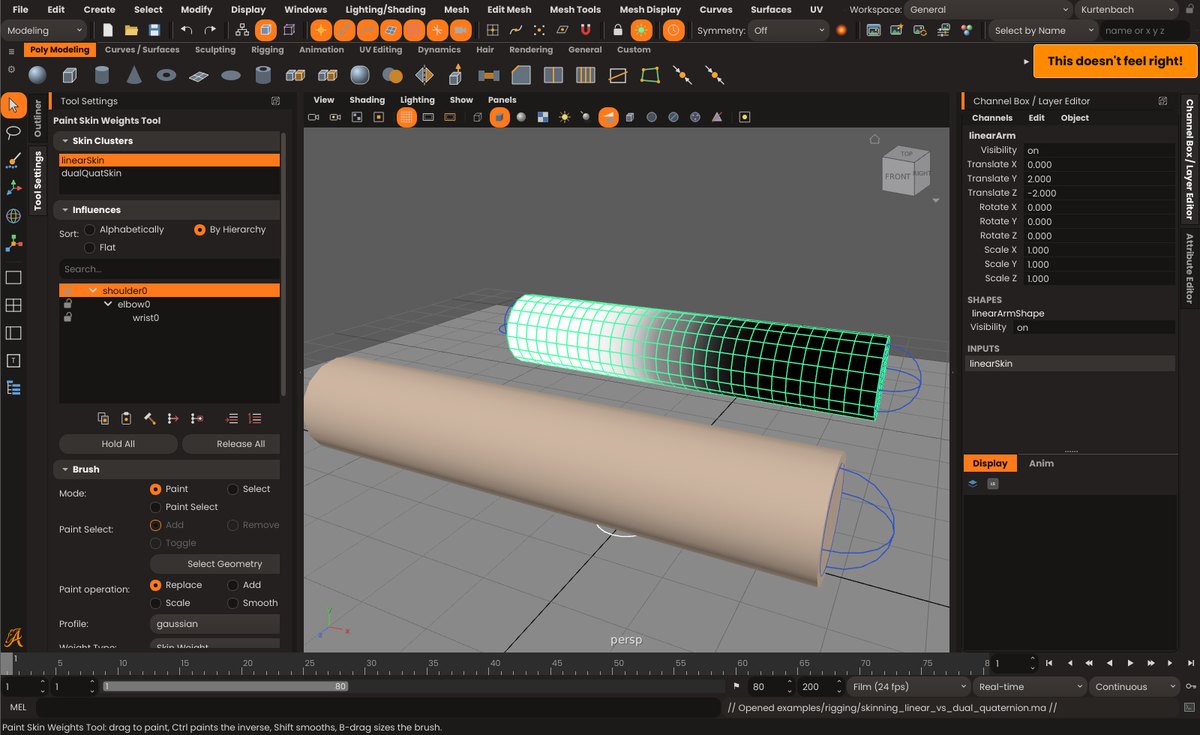 File Edit Create Select Modify Display Windows Lighting/Shading Mesh Edit Mesh Mesh Tools Mesh Display Curves Surfaces UV Workspace: General Kurtenbach
Modeling Symmetry: Off Select by Name name or x y z
Poly Modeling Curves / Surfaces Sculpting Rigging Animation UV Editing Dynamics Hair Rendering General Custom
This doesn't feel right!
Outliner
Tool Settings
Tool Settings
Paint Skin Weights Tool
Skin Clusters
linearSkin
dualQuatSkin
Influences
Sort: Alphabetically By Hierarchy
Flat
Search...
shoulder0
elbow0
wrist0
Hold All Release All
Brush
Mode: Paint Select
Paint Select
Paint Select: Add Remove
Toggle
Select Geometry
Paint operation: Replace Add
Scale Smooth
Profile: gaussian
Weight Type: Skin Weight
View Shading Lighting Show Panels
TOP
FRONT RIGHT
y
x
z
persp
Channel Box / Layer Editor
Channels Edit Object
linearArm
Visibility on
Translate X 0.000
Translate Y 2.000
Translate Z -2.000
Rotate X 0.000
Rotate Y 0.000
Rotate Z 0.000
Scale X 1.000
Scale Y 1.000
Scale Z 1.000
SHAPES
linearArmShape
Visibility on
INPUTS
linearSkin
Display Anim
Channel Box / Layer Editor
Attribute Editor
1 5 10 15 20 25 30 35 40 45 50 55 60 65 70 75 8 1
1 1 1 80 80 200 Film (24 fps) Real-time Continuous
MEL // Opened examples/rigging/skinning_linear_vs_dual_quaternion.ma //
Paint Skin Weights Tool: drag to paint, Ctrl paints the inverse, Shift smooths, B-drag sizes the brush.